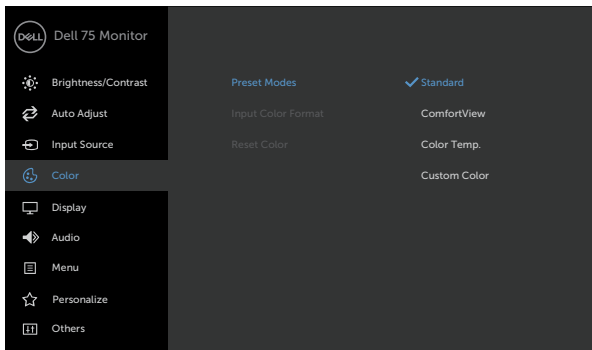 DELL Dell 75 Monitor
Brightness/Contrast Preset Modes Standard
Auto Adjust Input Color Format ComfortView
Input Source Reset Color Color Temp.
Color Custom Color
Display
Audio
Menu
Personalize
Others